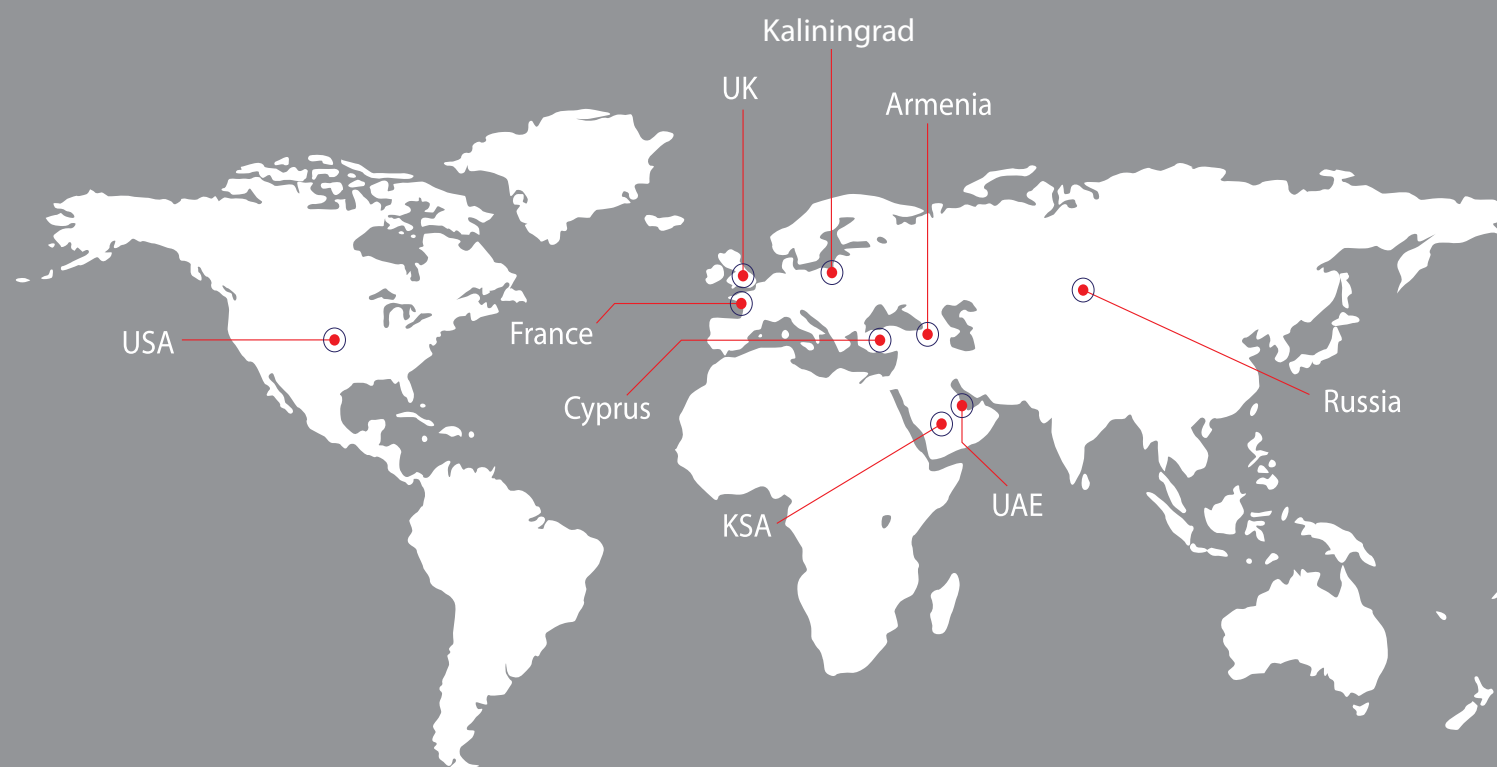 Kaliningrad
UK
Armenia
USA
France
Cyprus
Russia
KSA
UAE